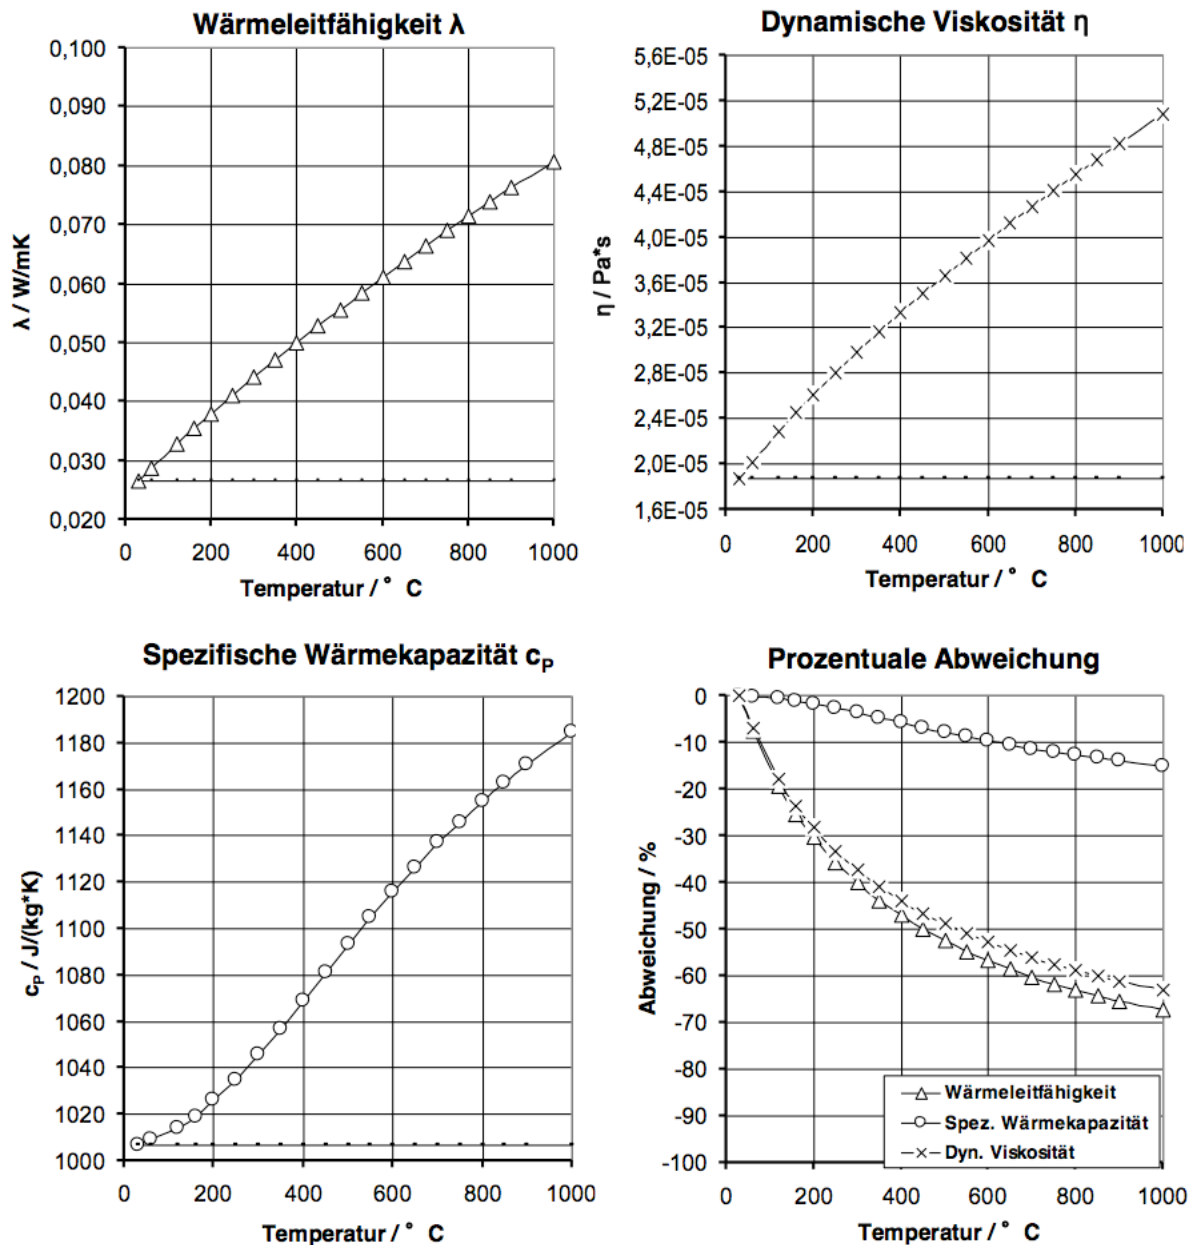 Wärmeleitfähigkeit λ
0,100
0,090
0,080
0,070
0,060
0,050
0,040
0,030
0,020
λ / W/mK
0 200 400 600 800 1000
Temperatur / ° C
Dynamische Viskosität η
5,6E-05
5,2E-05
4,8E-05
4,4E-05
4,0E-05
3,6E-05
3,2E-05
2,8E-05
2,4E-05
2,0E-05
1,6E-05
η / Pa*s
0 200 400 600 800 1000
Temperatur / ° C
Spezifische Wärmekapazität cP
1200
1180
1160
1140
1120
1100
1080
1060
1040
1020
1000
cP / J/(kg*K)
0 200 400 600 800 1000
Temperatur / ° C
Prozentuale Abweichung
0
-10
-20
-30
-40
-50
-60
-70
-80
-90
-100
Abweichung / %
Wärmeleitfähigkeit
Spez. Wärmekapazität
Dyn. Viskosität
0 200 400 600 800 1000
Temperatur / ° C